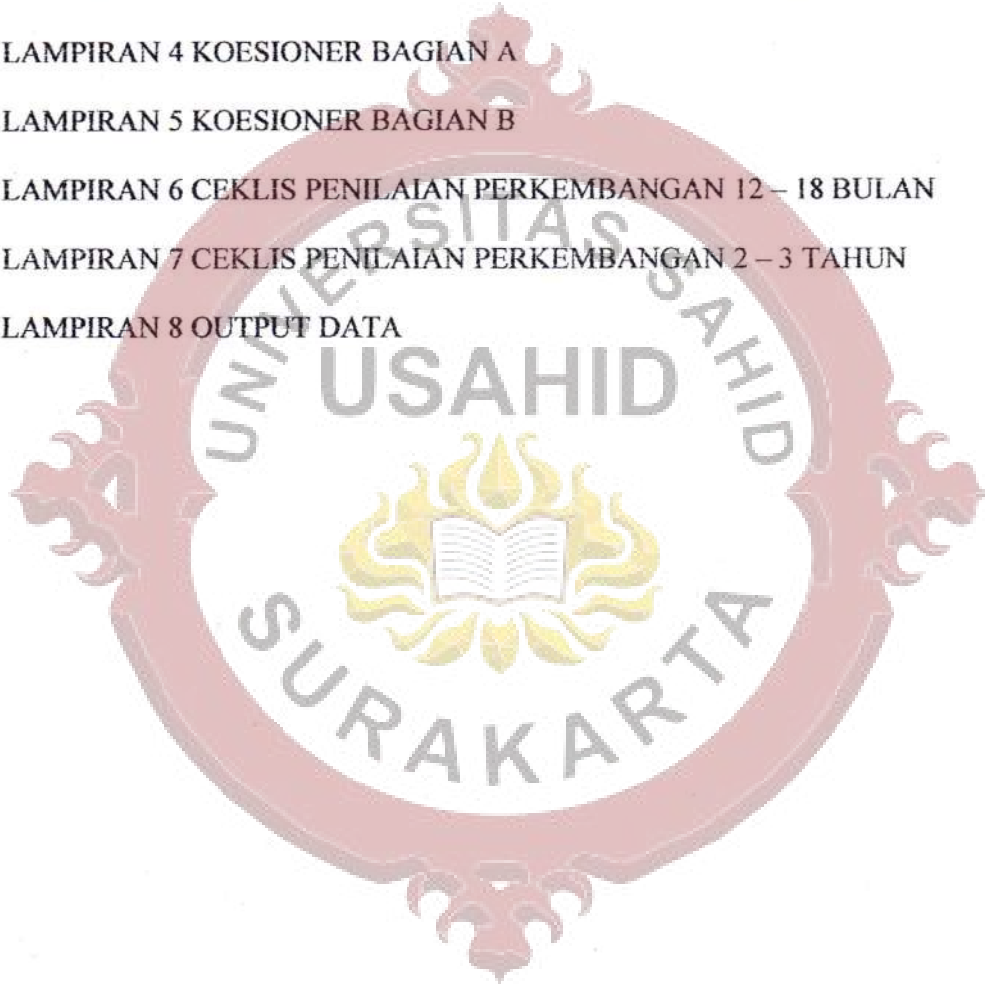 LAMPIRAN 4 KOESIONER BAGIAN A
LAMPIRAN 5 KOESIONER BAGIAN B
LAMPIRAN 6 CEKLIS PENILAIAN PERKEMBANGAN 12 – 18 BULAN
LAMPIRAN 7 CEKLIS PENILAIAN PERKEMBANGAN 2 – 3 TAHUN
LAMPIRAN 8 OUTPUT DATA
UNIVERSITAS SAHID
USAHID
SURAKARTA